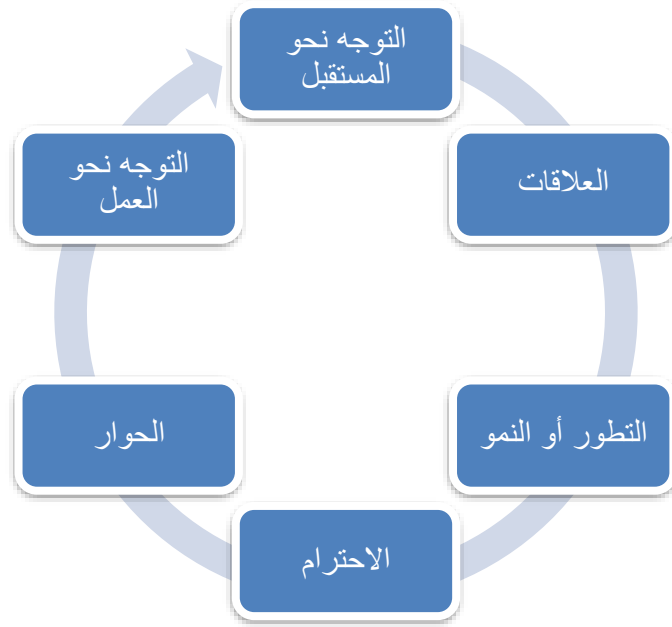 التوجه نحو
المستقبل
العلاقات
التطور أو النمو
الاحترام
الحوار
التوجه نحو
العمل